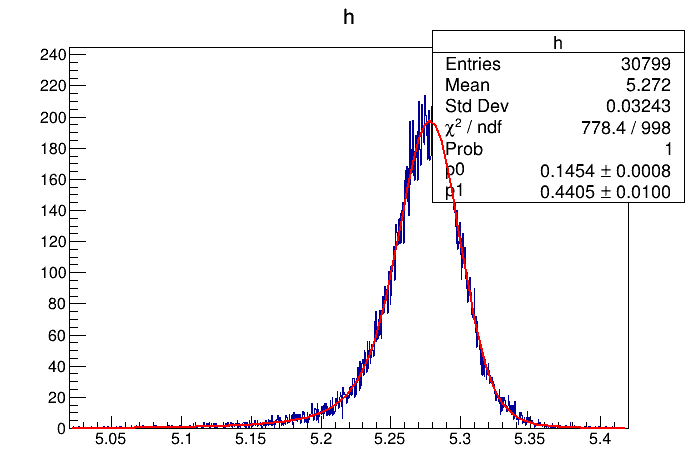 h
h
Entries 30799
Mean 5.272
Std Dev 0.03243
χ² / ndf 778.4 / 998
Prob 1
p0 0.1454 ± 0.0008
p1 0.4405 ± 0.0100
240
220
200
180
160
140
120
100
80
60
40
20
0
5.05 5.1 5.15 5.2 5.25 5.3 5.35 5.4